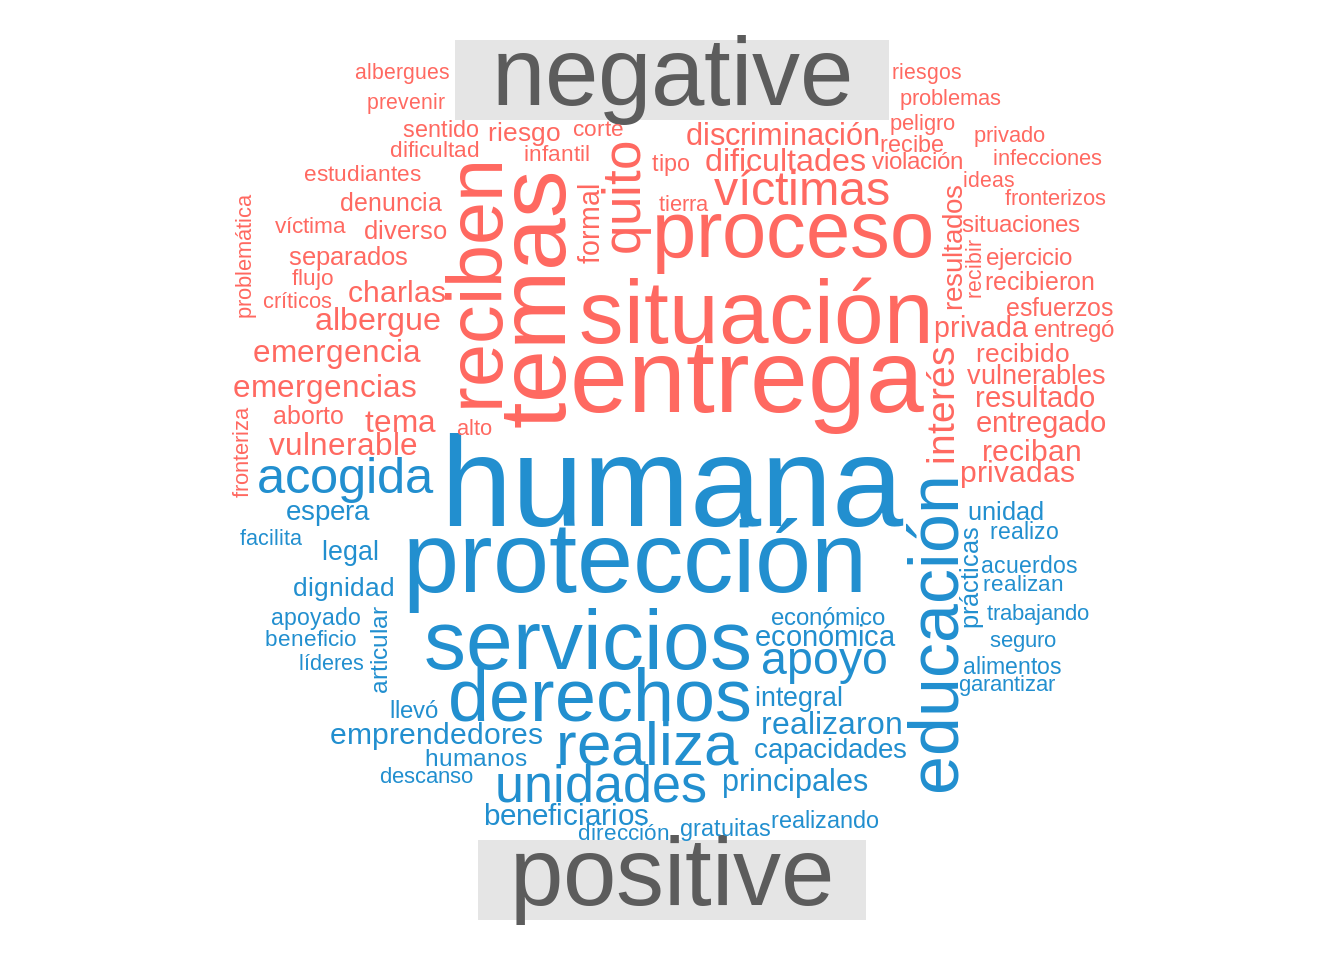 negative
albergues
riesgos
prevenir
problemas
sentido
riesgo
corte
discriminación
peligro
privado
dificultad
infantil
tipo
dificultades
recibe
violación
infecciones
estudiantes
reciben
temas
formal
quito
tierra
víctimas
ideas
fronterizos
denuncia
problemática
víctima
diverso
proceso
resultados
situaciones
separados
recibir
ejercicio
flujo
críticos
charlas
situación
recibieron
albergue
esfuerzos
privada
entregó
emergencia
entrega
interés
recibido
emergencias
vulnerables
resultado
aborto
tema
alto
entregado
fronteriza
vulnerable
reciban
privadas
acogida
humana
educación
espera
unidad
facilita
legal
protección
prácticas
realizo
acuerdos
dignidad
realizan
apoyado
articular
servicios
económico
trabajando
beneficio
económica
seguro
líderes
apoyo
alimentos
garantizar
derechos
integral
llevó
emprendedores
realiza
realizaron
humanos
capacidades
descanso
unidades
principales
beneficiarios
dirección
gratuitas
realizando
positive